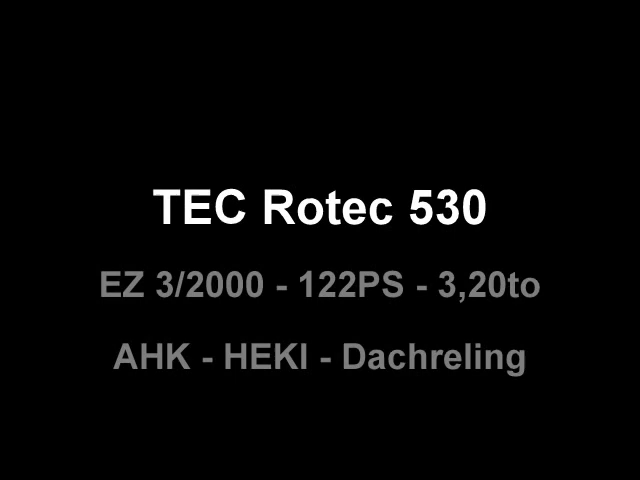 TEC Rotec 530
EZ 3/2000 - 122PS - 3,20to
AHK - HEKI - Dachreling